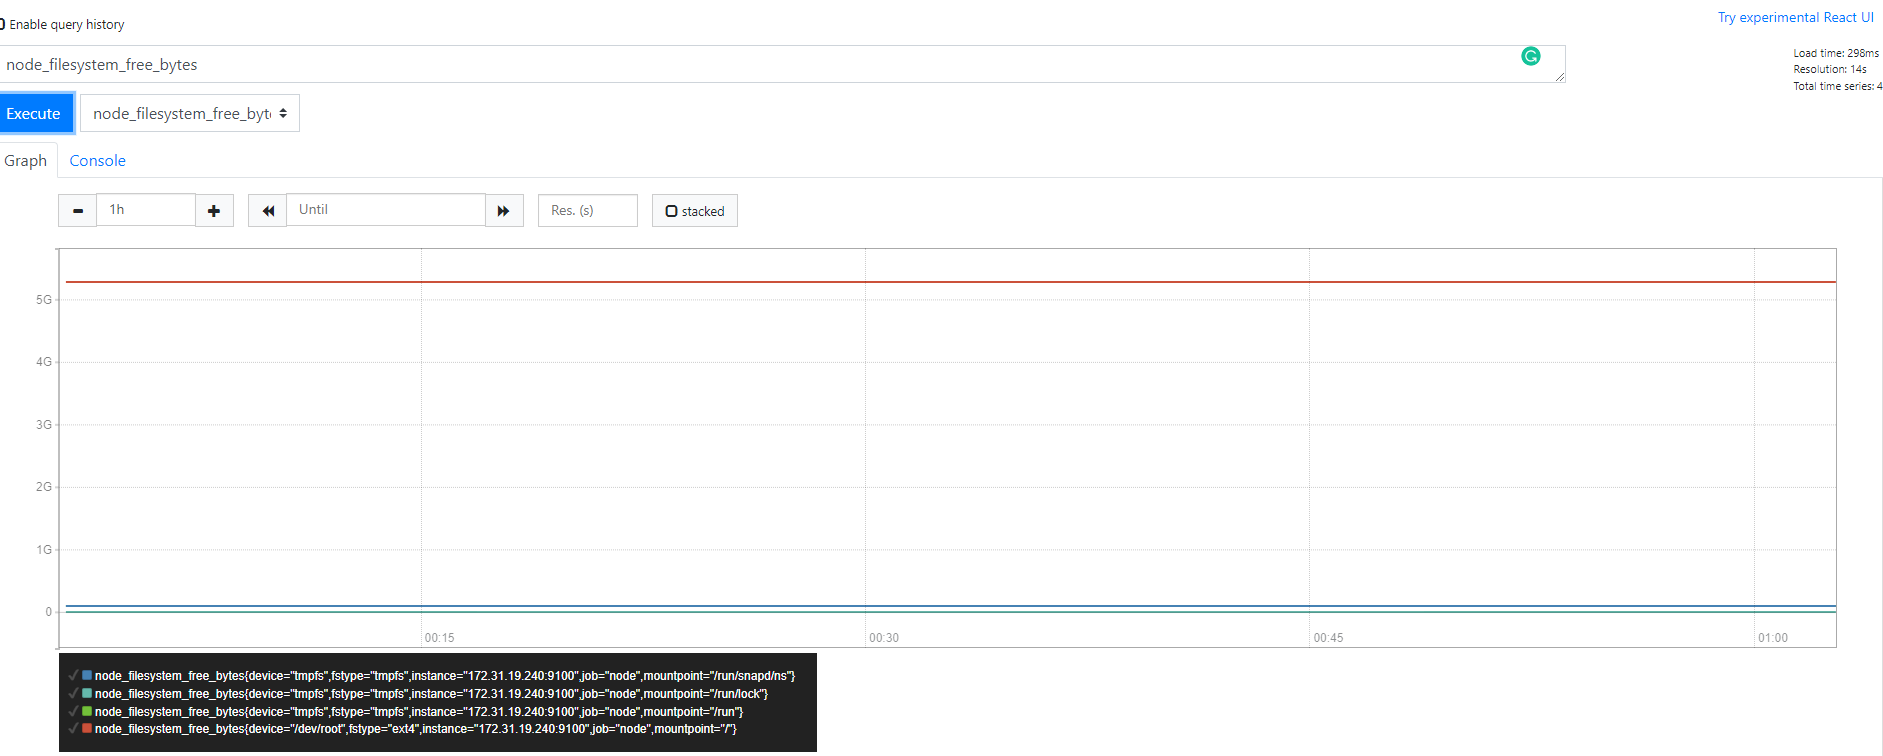 Enable query history
Try experimental React UI
node_filesystem_free_bytes
Load time: 298ms
Resolution: 14s
Total time series: 4
Execute
node_filesystem_free_byt
Graph
Console
1h
Until
Res. (s)
stacked
5G
4G
3G
2G
1G
0
00:15
00:30
00:45
01:00
node_filesystem_free_bytes{device="tmpfs",fstype="tmpfs",instance="172.31.19.240:9100",job="node",mountpoint="/run/snapd/ns"}
node_filesystem_free_bytes{device="tmpfs",fstype="tmpfs",instance="172.31.19.240:9100",job="node",mountpoint="/run/lock"}
node_filesystem_free_bytes{device="tmpfs",fstype="tmpfs",instance="172.31.19.240:9100",job="node",mountpoint="/run"}
node_filesystem_free_bytes{device="/dev/root",fstype="ext4",instance="172.31.19.240:9100",job="node",mountpoint="/"}